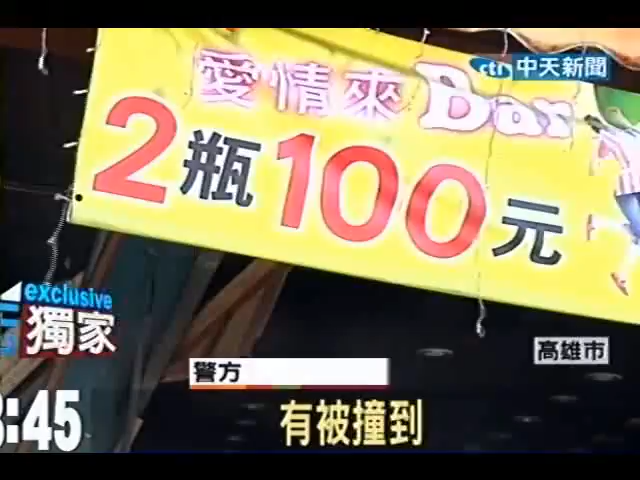 ctı 中天新聞
愛情來Bar
2瓶100元
exclusive
獨家
高雄市
警方
:45
有被撞到